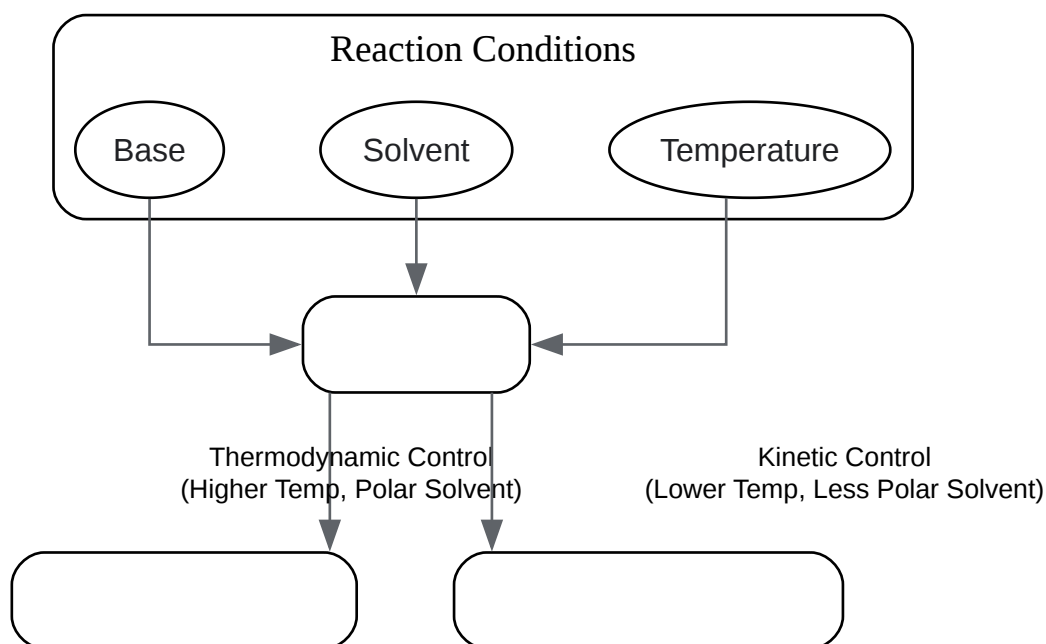 Reaction Conditions
Base
Solvent
Temperature
Thermodynamic Control
(Higher Temp, Polar Solvent)
Kinetic Control
(Lower Temp, Less Polar Solvent)